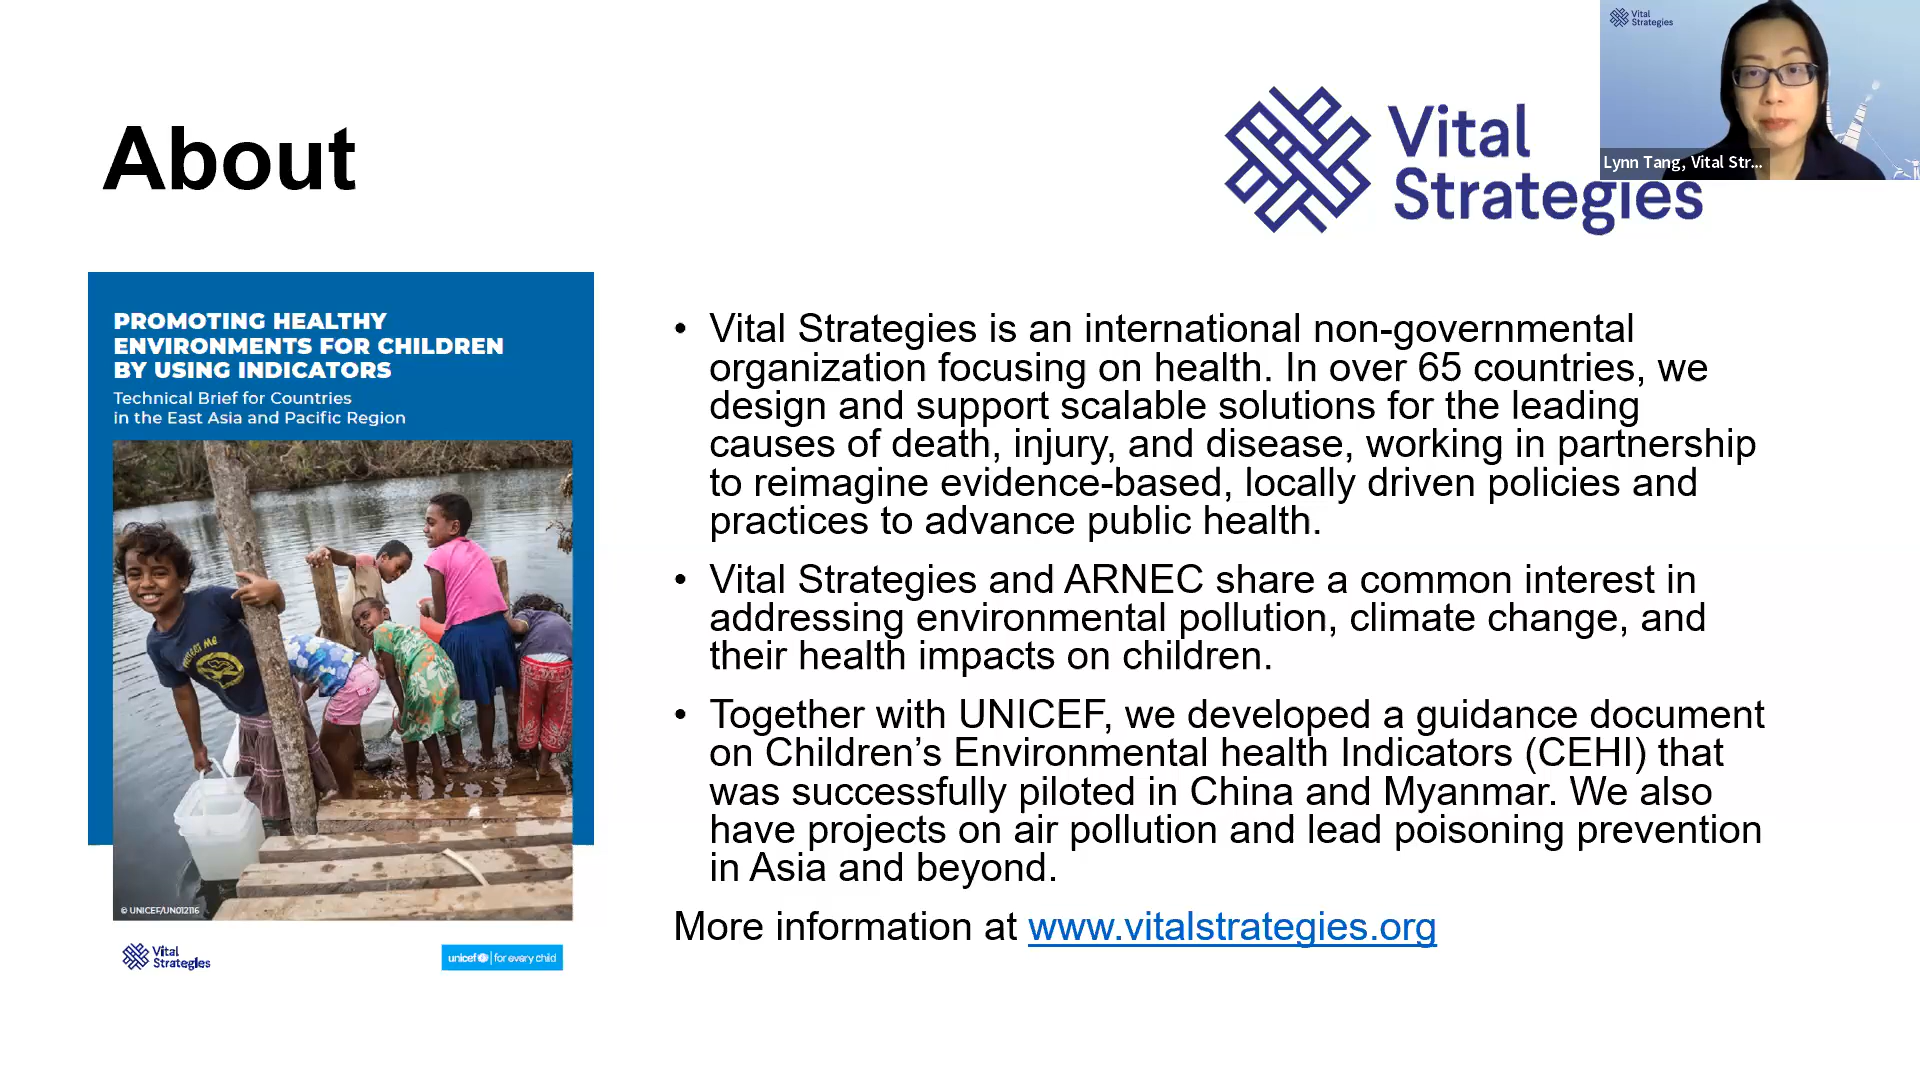 About
Vital
Strategies
Vital
Strategies
Lynn Tang, Vital Str...
PROMOTING HEALTHY
ENVIRONMENTS FOR CHILDREN
BY USING INDICATORS
Technical Brief for Countries
in the East Asia and Pacific Region
PROTECT ME
© UNICEF/UN012116
Vital
Strategies
unicef | for every child
• Vital Strategies is an international non-governmental
organization focusing on health. In over 65 countries, we
design and support scalable solutions for the leading
causes of death, injury, and disease, working in partnership
to reimagine evidence-based, locally driven policies and
practices to advance public health.
• Vital Strategies and ARNEC share a common interest in
addressing environmental pollution, climate change, and
their health impacts on children.
• Together with UNICEF, we developed a guidance document
on Children’s Environmental health Indicators (CEHI) that
was successfully piloted in China and Myanmar. We also
have projects on air pollution and lead poisoning prevention
in Asia and beyond.
More information at www.vitalstrategies.org